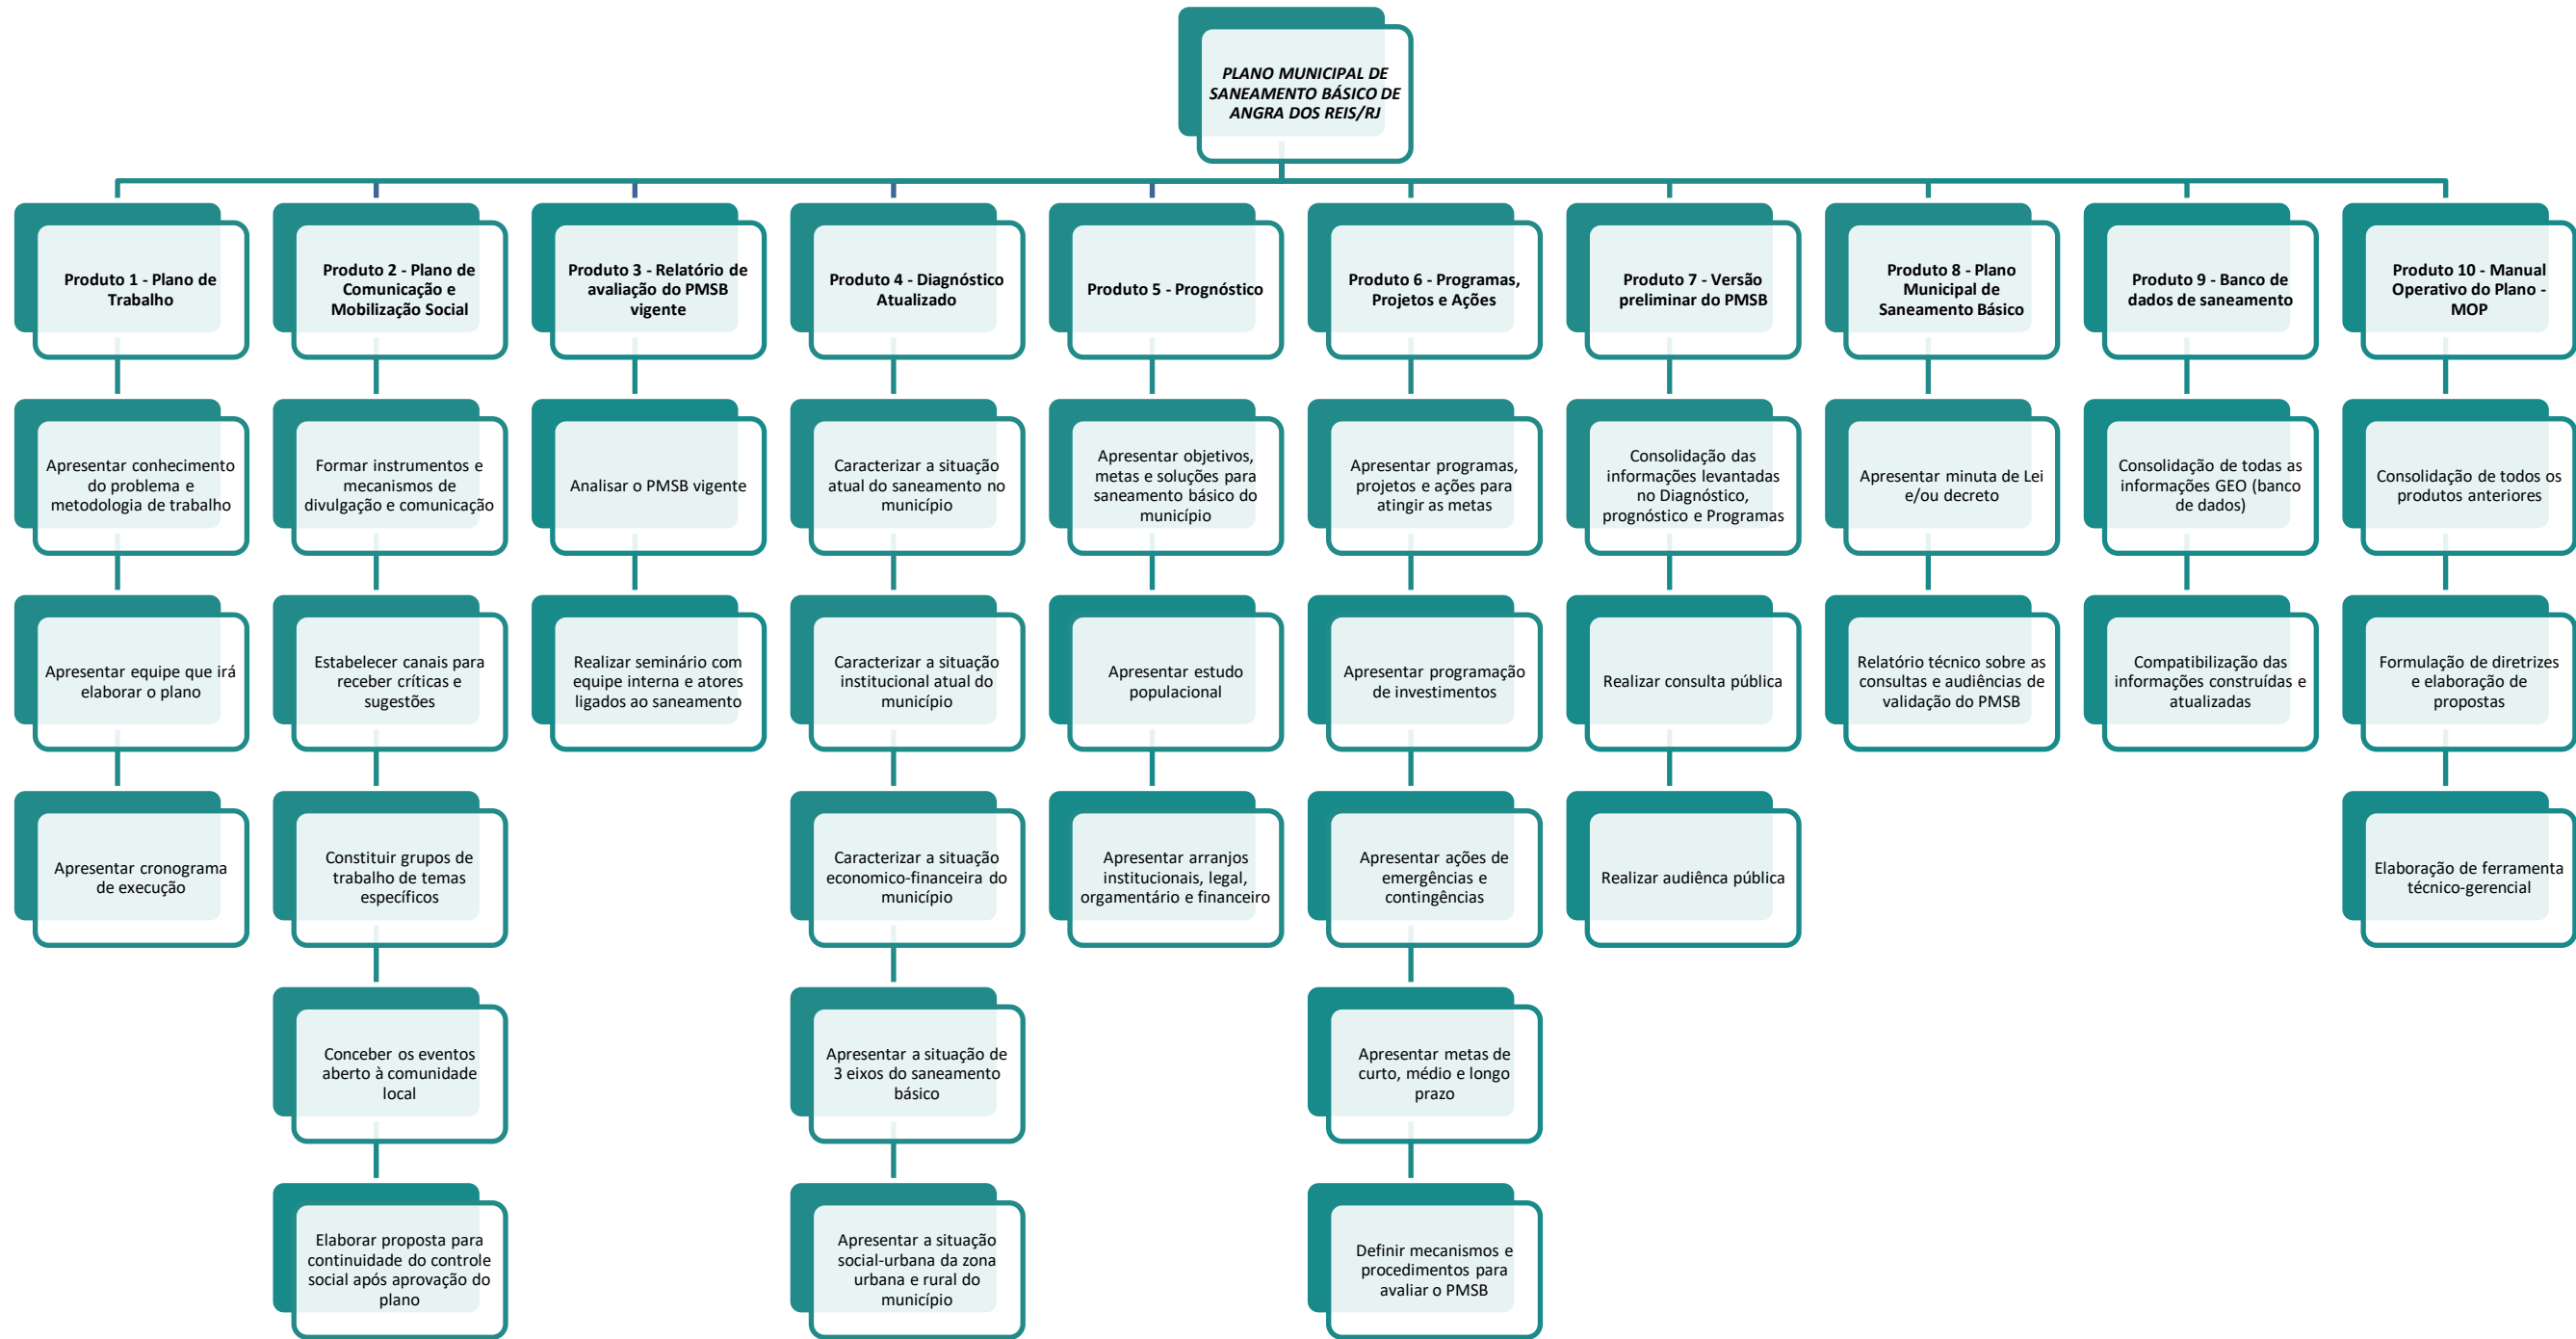 PLANO MUNICIPAL DE
SANEAMENTO BÁSICO DE
ANGRA DOS REIS/RJ
Produto 1 - Plano de
Trabalho
Apresentar conhecimento
do problema e
metodologia de trabalho
Apresentar equipe que irá
elaborar o plano
Apresentar cronograma
de execução
Produto 2 - Plano de
Comunicação e
Mobilização Social
Formar instrumentos e
mecanismos de
divulgação e comunicação
Estabelecer canais para
receber críticas e
sugestões
Constituir grupos de
trabalho de temas
específicos
Conceber os eventos
aberto à comunidade
local
Elaborar proposta para
continuidade do controle
social após aprovação do
plano
Produto 3 - Relatório de
avaliação do PMSB
vigente
Analisar o PMSB vigente
Realizar seminário com
equipe interna e atores
ligados ao saneamento
Produto 4 - Diagnóstico
Atualizado
Caracterizar a situação
atual do saneamento no
município
Caracterizar a situação
institucional atual do
município
Caracterizar a situação
economico-financeira do
município
Apresentar a situação de
3 eixos do saneamento
básico
Apresentar a situação
social-urbana da zona
urbana e rural do
município
Produto 5 - Prognóstico
Apresentar objetivos,
metas e soluções para
saneamento básico do
município
Apresentar estudo
populacional
Apresentar arranjos
institucionais, legal,
orgamentário e financeiro
Produto 6 - Programas,
Projetos e Ações
Apresentar programas,
projetos e ações para
atingir as metas
Apresentar programação
de investimentos
Apresentar ações de
emergências e
contingências
Apresentar metas de
curto, médio e longo
prazo
Definir mecanismos e
procedimentos para
avaliar o PMSB
Produto 7 - Versão
preliminar do PMSB
Consolidação das
informações levantadas
no Diagnóstico,
prognóstico e Programas
Realizar consulta pública
Realizar audiênca pública
Produto 8 - Plano
Municipal de
Saneamento Básico
Apresentar minuta de Lei
e/ou decreto
Relatório técnico sobre as
consultas e audiências de
validação do PMSB
Produto 9 - Banco de
dados de saneamento
Consolidação de todas as
informações GEO (banco
de dados)
Compatibilização das
informações construídas e
atualizadas
Produto 10 - Manual
Operativo do Plano -
MOP
Consolidação de todos os
produtos anteriores
Formulação de diretrizes
e elaboração de
propostas
Elaboração de ferramenta
técnico-gerencial